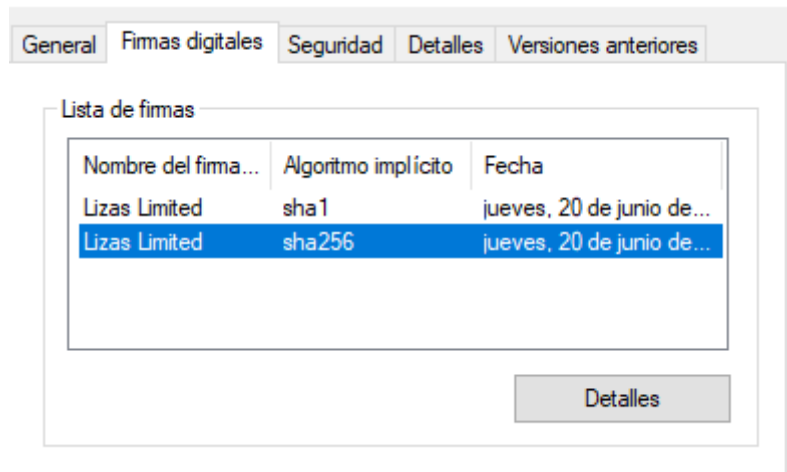 General Firmas digitales Seguridad Detalles Versiones anteriores
Lista de firmas
Nombre del firma... Algoritmo implícito Fecha
Lizas Limited sha1 jueves, 20 de junio de...
Lizas Limited sha256 jueves, 20 de junio de...
Detalles